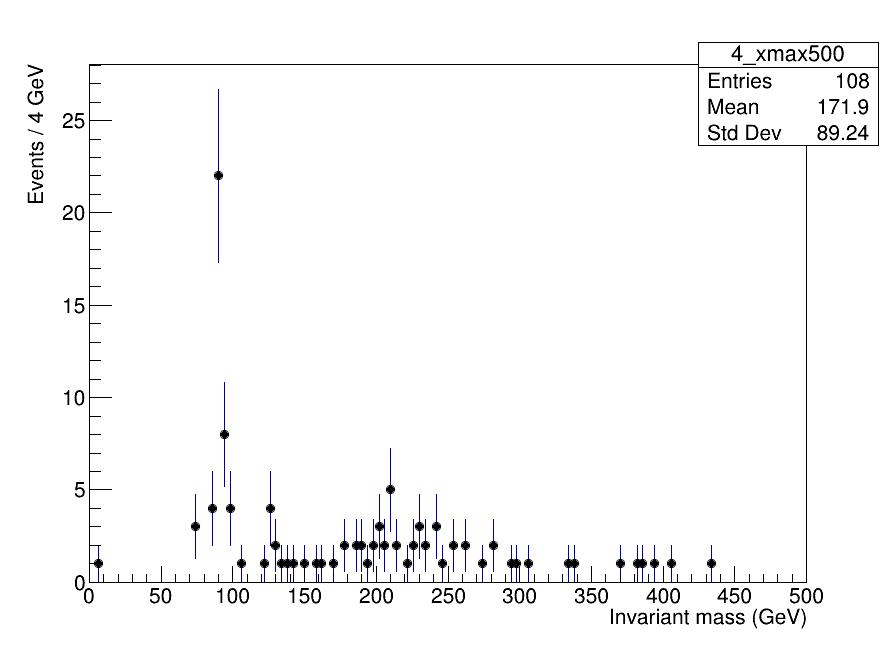 4_xmax500
Entries 108
Mean 171.9
Std Dev 89.24
Events / 4 GeV
25
20
15
10
5
0
0 50 100 150 200 250 300 350 400 450 500
Invariant mass (GeV)